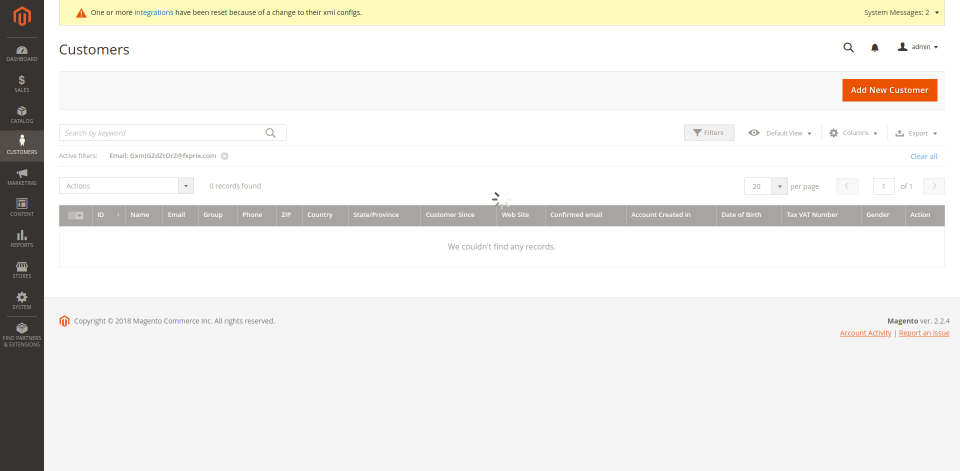 One or more integrations have been reset because of a change to their xml configs.
System Messages: 2
Customers
admin
Add New Customer
DASHBOARD
SALES
CATALOG
CUSTOMERS
MARKETING
CONTENT
REPORTS
STORES
SYSTEM
FIND PARTNERS
& EXTENSIONS
Search by keyword
Filters
Default View
Columns
Export
Active filters:
Email: GxmIGZdZtOrZ@fxprix.com
Clear all
Actions
0 records found
20
per page
1
of 1
ID
Name
Email
Group
Phone
ZIP
Country
State/Province
Customer Since
Web Site
Confirmed email
Account Created in
Date of Birth
Tax VAT Number
Gender
Action
We couldn't find any records.
Copyright © 2018 Magento Commerce Inc. All rights reserved.
Magento ver. 2.2.4
Account Activity | Report an Issue